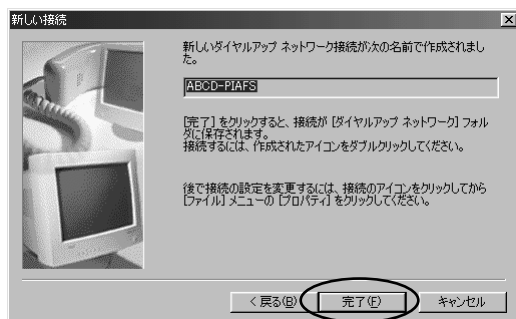 新しい接続
新しいダイヤルアップ ネットワーク接続が次の名前で作成されまし
た。
ABCD-PIAFS
[完了] をクリックすると、接続が [ダイヤルアップ ネットワーク] フォル
ダに保存されます。
接続するには、作成されたアイコンをダブルクリックしてください。
後で接続の設定を変更するには、接続のアイコンをクリックしてから
[ファイル] メニューの [プロパティ] をクリックしてください。
< 戻る(B) 完了(F) キャンセル